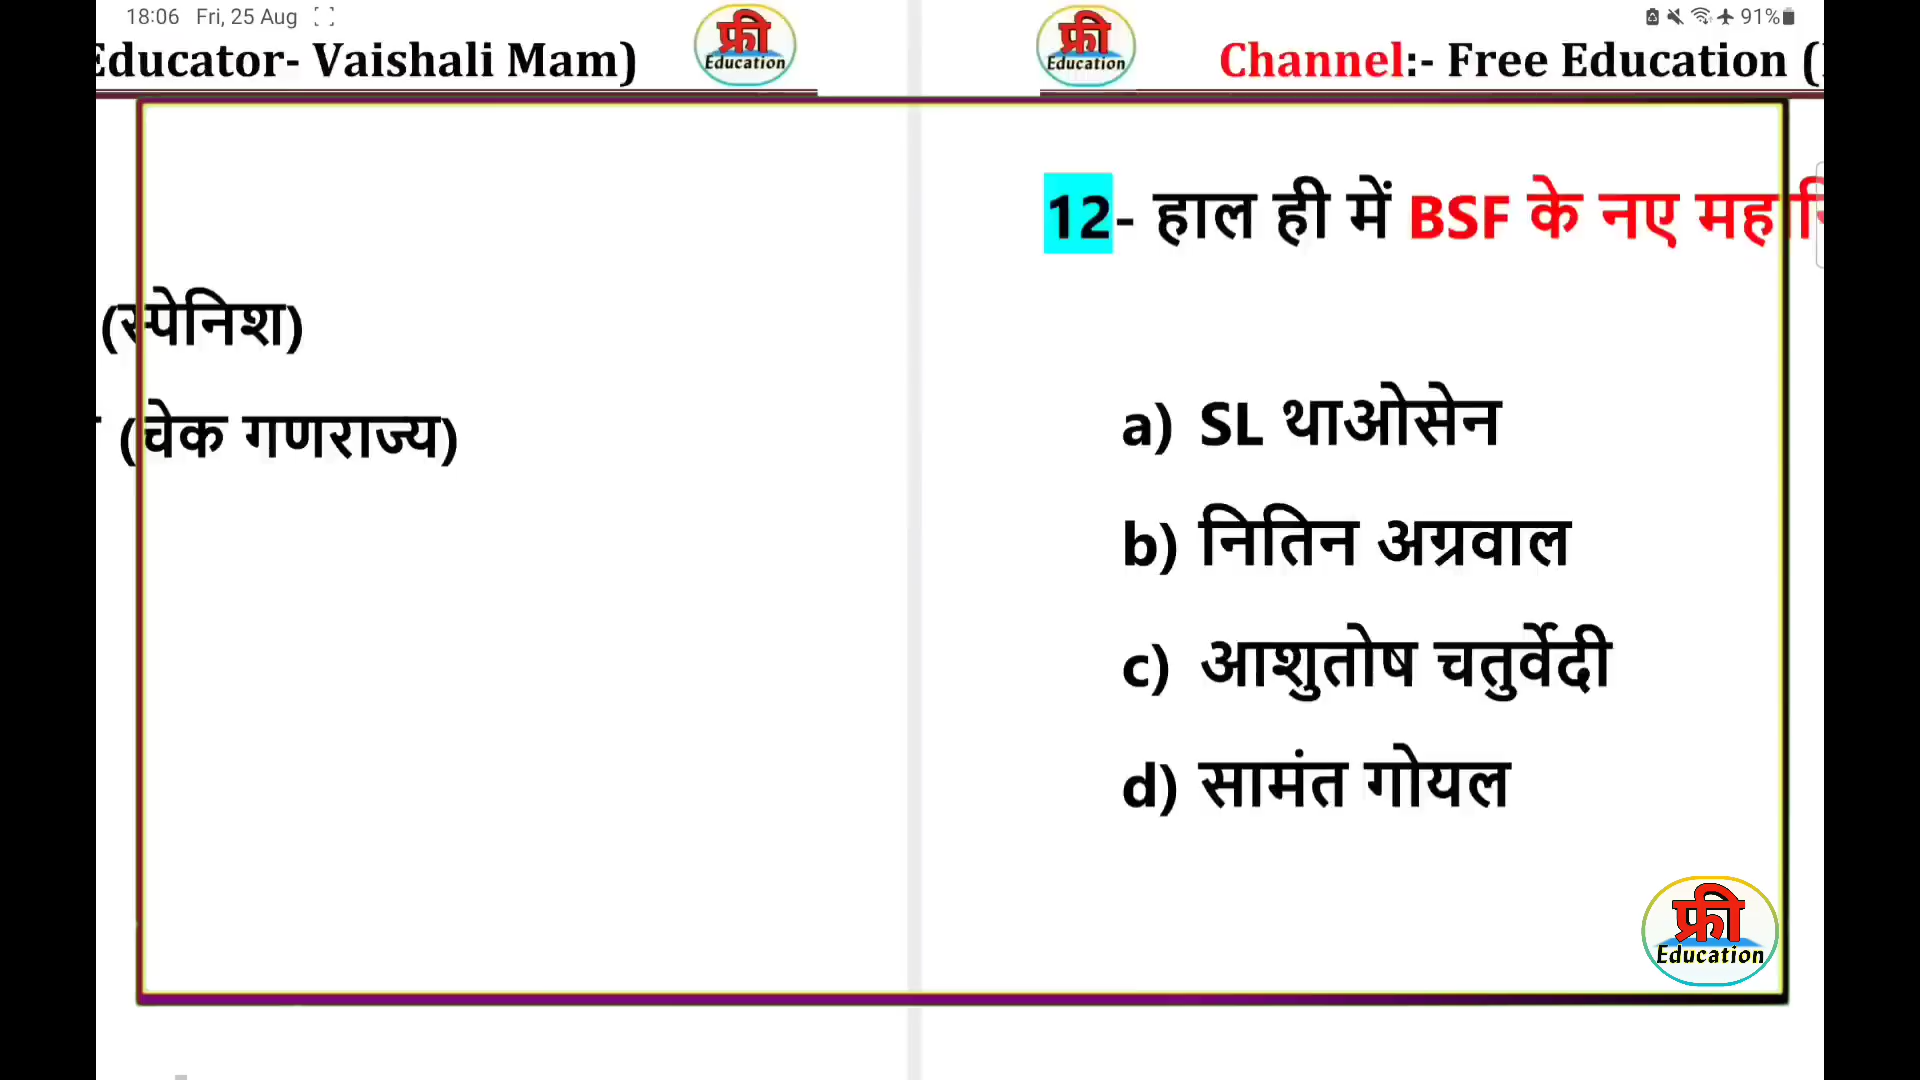 18:06 Fri, 25 Aug
91%
Educator- Vaishali Mam)
फ्री
Education
फ्री
Education
Channel:- Free Education (
(स्पेनिश)
(चेक गणराज्य)
12- हाल ही में BSF के नए मह
a) SL थाओसेन
b) नितिन अग्रवाल
c) आशुतोष चतुर्वेदी
d) सामंत गोयल
फ्री
Education